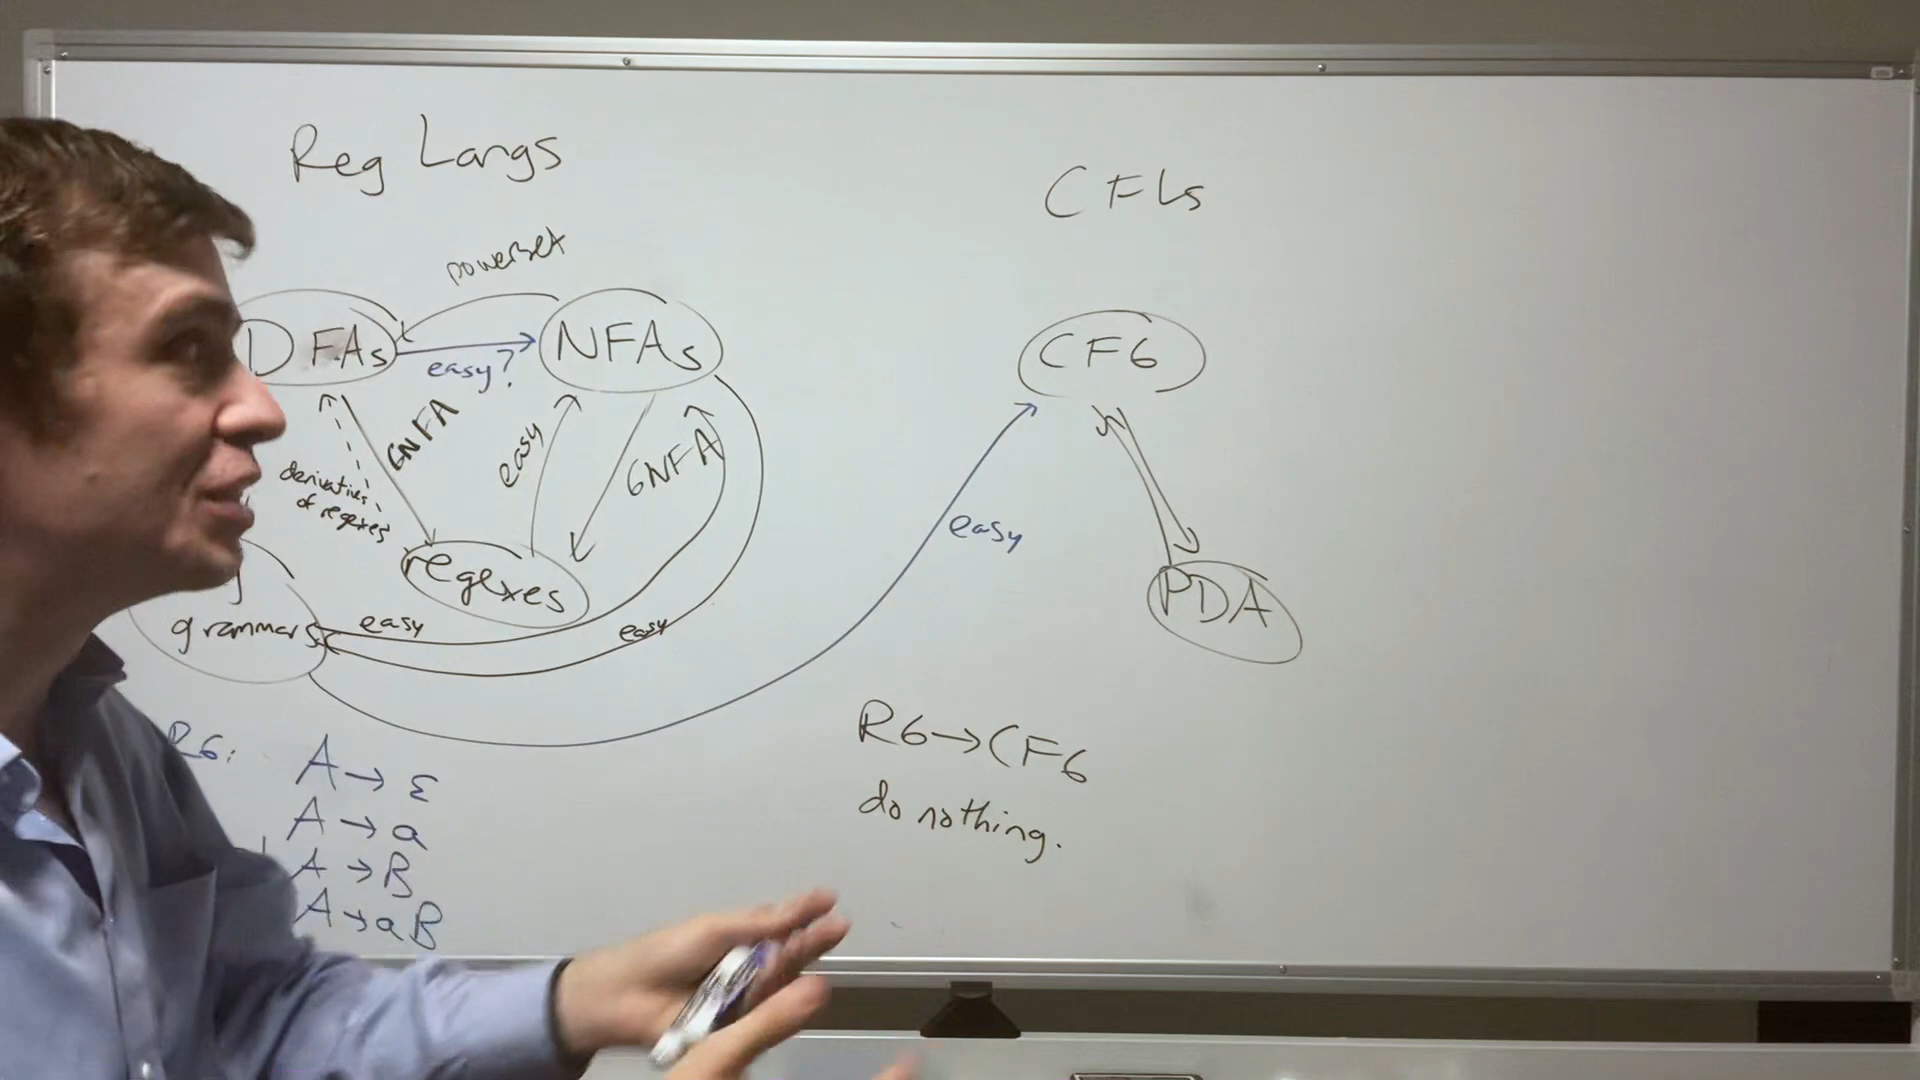 Reg Langs
CFLs
powerset
DFAs
NFAs
easy?
CFG
GNFA
easy
GNFA
derivatives
of regexes
easy
regexes
PDA
grammars
easy
easy
RG:
A → ε
A → a
A → B
A → aB
RG → CFG
do nothing.